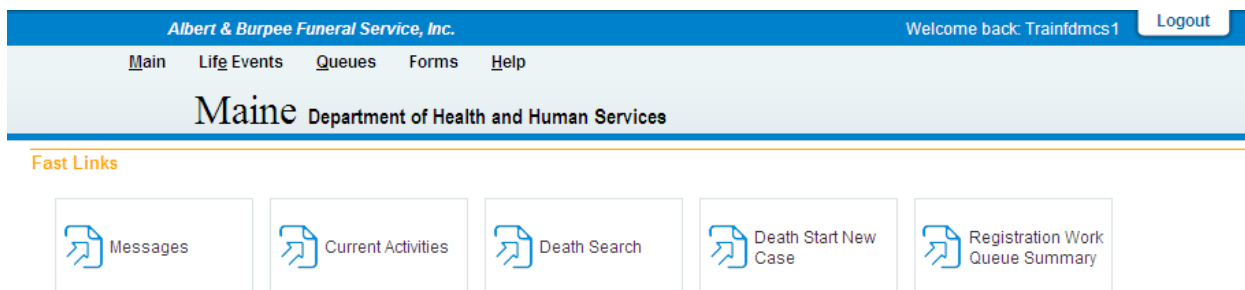 Albert & Burpee Funeral Service, Inc. Welcome back: Trainfdmcs1 Logout
Main Life Events Queues Forms Help
Maine Department of Health and Human Services
Fast Links
Messages
Current Activities
Death Search
Death Start New
Case
Registration Work
Queue Summary